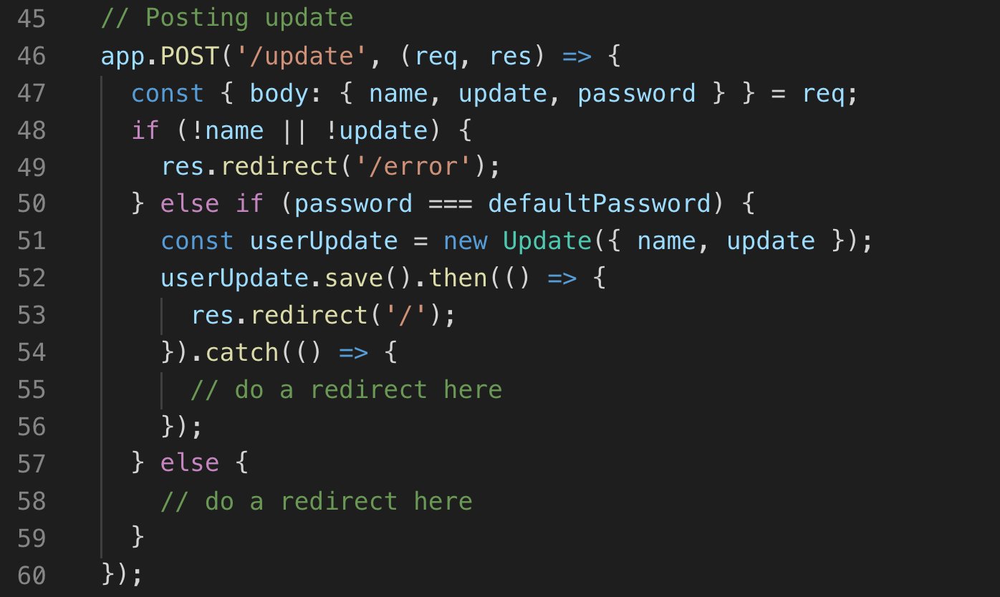 45 // Posting update
46 app.POST('/update', (req, res) => {
47 const { body: { name, update, password } } = req;
48 if (!name || !update) {
49 res.redirect('/error');
50 } else if (password === defaultPassword) {
51 const userUpdate = new Update({ name, update });
52 userUpdate.save().then(() => {
53 res.redirect('/');
54 }).catch(() => {
55 // do a redirect here
56 });
57 } else {
58 // do a redirect here
59 }
60 });